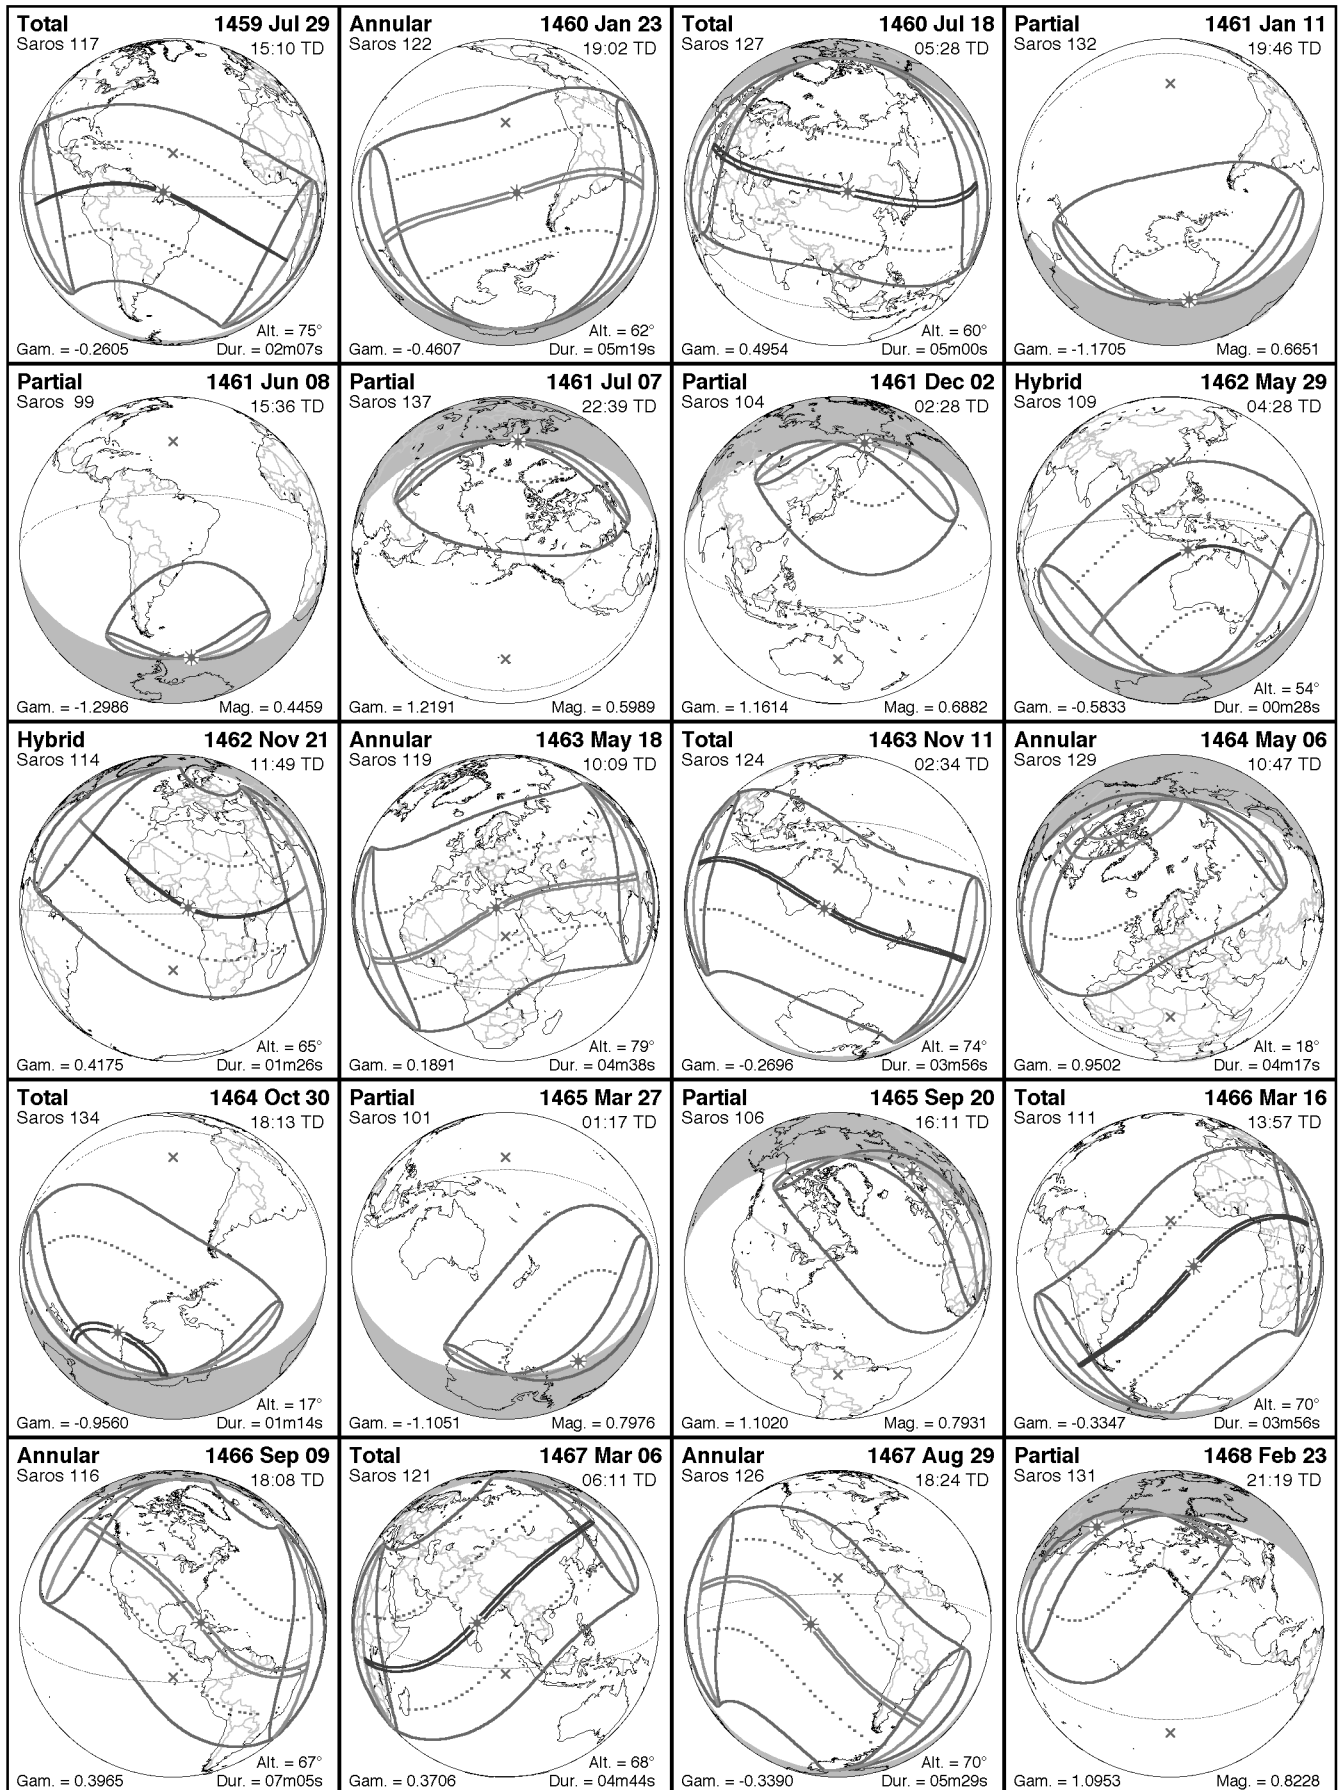 Total 1459 Jul 29
Saros 117 15:10 TD
Alt. = 75°
Gam. = -0.2605 Dur. = 02m07s
Annular 1460 Jan 23
Saros 122 19:02 TD
Alt. = 62°
Gam. = -0.4607 Dur. = 05m19s
Total 1460 Jul 18
Saros 127 05:28 TD
Alt. = 60°
Gam. = 0.4954 Dur. = 05m00s
Partial 1461 Jan 11
Saros 132 19:46 TD
Gam. = -1.1705 Mag. = 0.6651
Partial 1461 Jun 08
Saros 99 15:36 TD
Gam. = -1.2986 Mag. = 0.4459
Partial 1461 Jul 07
Saros 137 22:39 TD
Gam. = 1.2191 Mag. = 0.5989
Partial 1461 Dec 02
Saros 104 02:28 TD
Gam. = 1.1614 Mag. = 0.6882
Hybrid 1462 May 29
Saros 109 04:28 TD
Alt. = 54°
Gam. = -0.5833 Dur. = 00m28s
Hybrid 1462 Nov 21
Saros 114 11:49 TD
Alt. = 65°
Gam. = 0.4175 Dur. = 01m26s
Annular 1463 May 18
Saros 119 10:09 TD
Alt. = 79°
Gam. = 0.1891 Dur. = 04m38s
Total 1463 Nov 11
Saros 124 02:34 TD
Alt. = 74°
Gam. = -0.2696 Dur. = 03m56s
Annular 1464 May 06
Saros 129 10:47 TD
Alt. = 18°
Gam. = 0.9502 Dur. = 04m17s
Total 1464 Oct 30
Saros 134 18:13 TD
Alt. = 17°
Gam. = -0.9560 Dur. = 01m14s
Partial 1465 Mar 27
Saros 101 01:17 TD
Gam. = -1.1051 Mag. = 0.7976
Partial 1465 Sep 20
Saros 106 16:11 TD
Gam. = 1.1020 Mag. = 0.7931
Total 1466 Mar 16
Saros 111 13:57 TD
Alt. = 70°
Gam. = -0.3347 Dur. = 03m56s
Annular 1466 Sep 09
Saros 116 18:08 TD
Alt. = 67°
Gam. = 0.3965 Dur. = 07m05s
Total 1467 Mar 06
Saros 121 06:11 TD
Alt. = 68°
Gam. = 0.3706 Dur. = 04m44s
Annular 1467 Aug 29
Saros 126 18:24 TD
Alt. = 70°
Gam. = -0.3390 Dur. = 05m29s
Partial 1468 Feb 23
Saros 131 21:19 TD
Gam. = 1.0953 Mag. = 0.8228